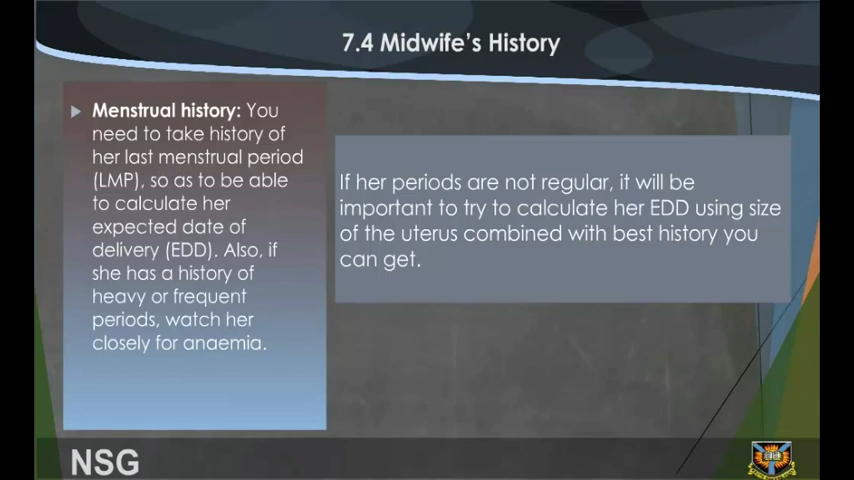 7.4 Midwife's History
Menstrual history: You
need to take history of
her last menstrual period
(LMP), so as to be able
to calculate her
expected date of
delivery (EDD). Also, if
she has a history of
heavy or frequent
periods, watch her
closely for anaemia.
If her periods are not regular, it will be
important to try to calculate her EDD using size
of the uterus combined with best history you
can get.
NSG